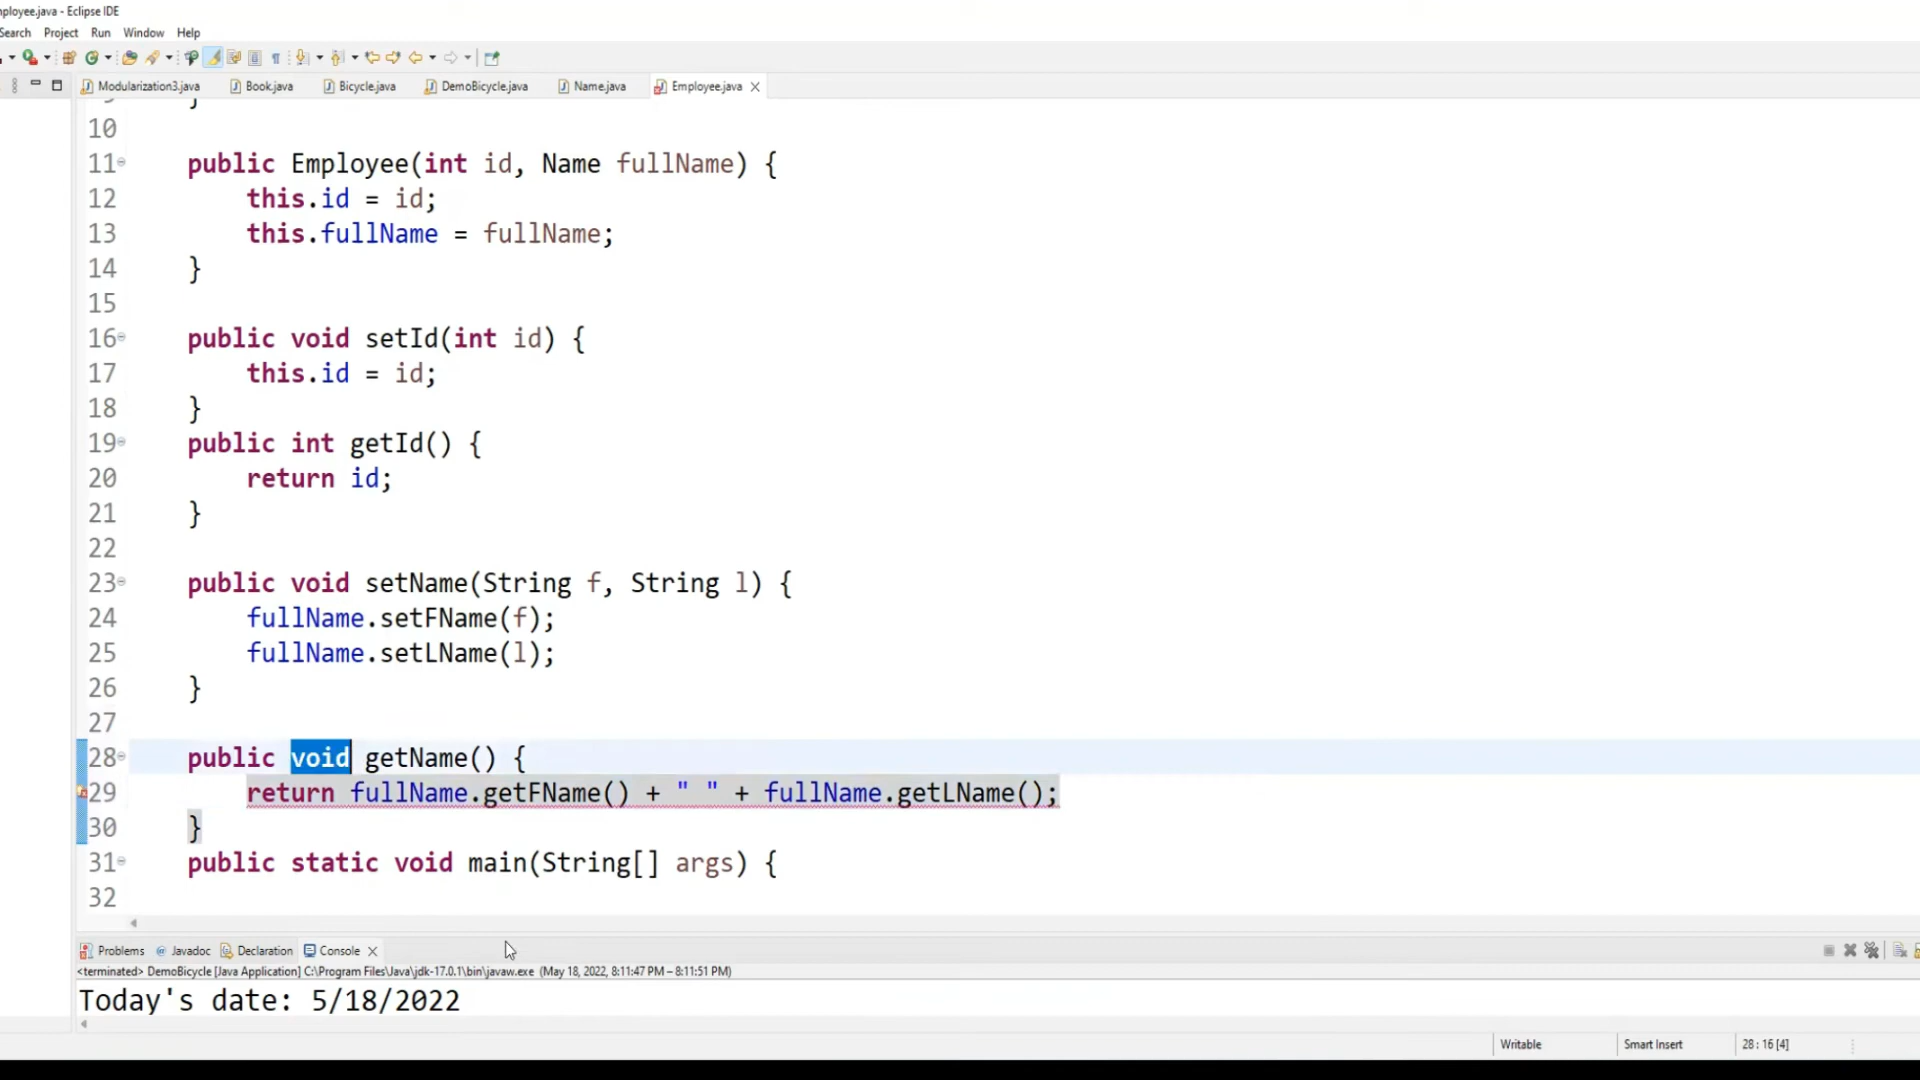 mployee.java - Eclipse IDE
Search Project Run Window Help
Modularization3.java Book.java Bicycle.java DemoBicycle.java Name.java Employee.java
}
10
11 public Employee(int id, Name fullName) {
12 this.id = id;
13 this.fullName = fullName;
14 }
15
16 public void setId(int id) {
17 this.id = id;
18 }
19 public int getId() {
20 return id;
21 }
22
23 public void setName(String f, String l) {
24 fullName.setFName(f);
25 fullName.setLName(l);
26 }
27
28 public void getName() {
29 return fullName.getFName() + " " + fullName.getLName();
30 }
31 public static void main(String[] args) {
32
Problems Javadoc Declaration Console
<terminated> DemoBicycle [Java Application] C:\Program Files\Java\jdk-17.0.1\bin\javaw.exe (May 18, 2022, 8:11:47 PM – 8:11:51 PM)
Today's date: 5/18/2022
Writable Smart Insert 28 : 16 [4]